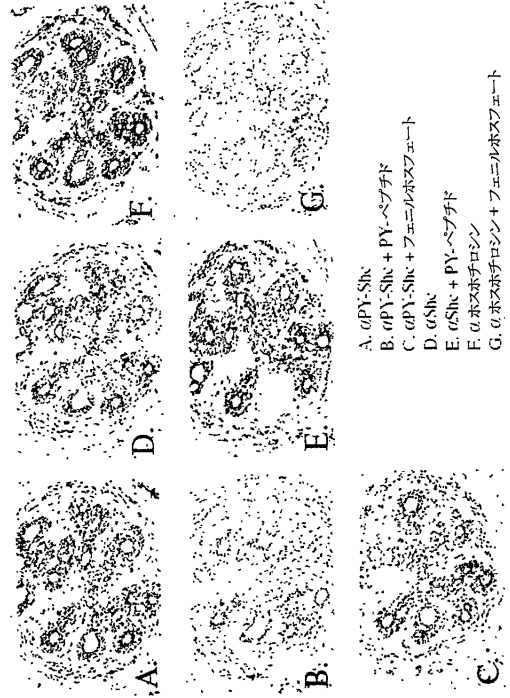 A.
B.
C.
D.
E.
F.
G.
A. αPY-Shc
B. αPY-Shc + PY-ペプチド
C. αPY-Shc + フェニルホスフェート
D. αShc
E. αShc + PY-ペプチド
F. α ホスホチロシン
G. α ホスホチロシン + フェニルホスフェート